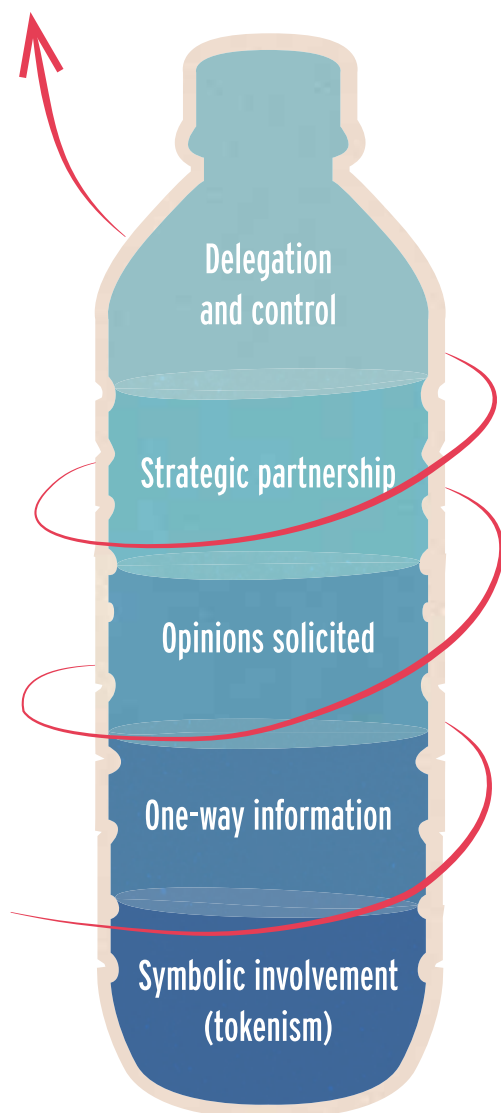 Delegation
and control
Strategic partnership
Opinions solicited
One-way information
Symbolic involvement
(tokenism)